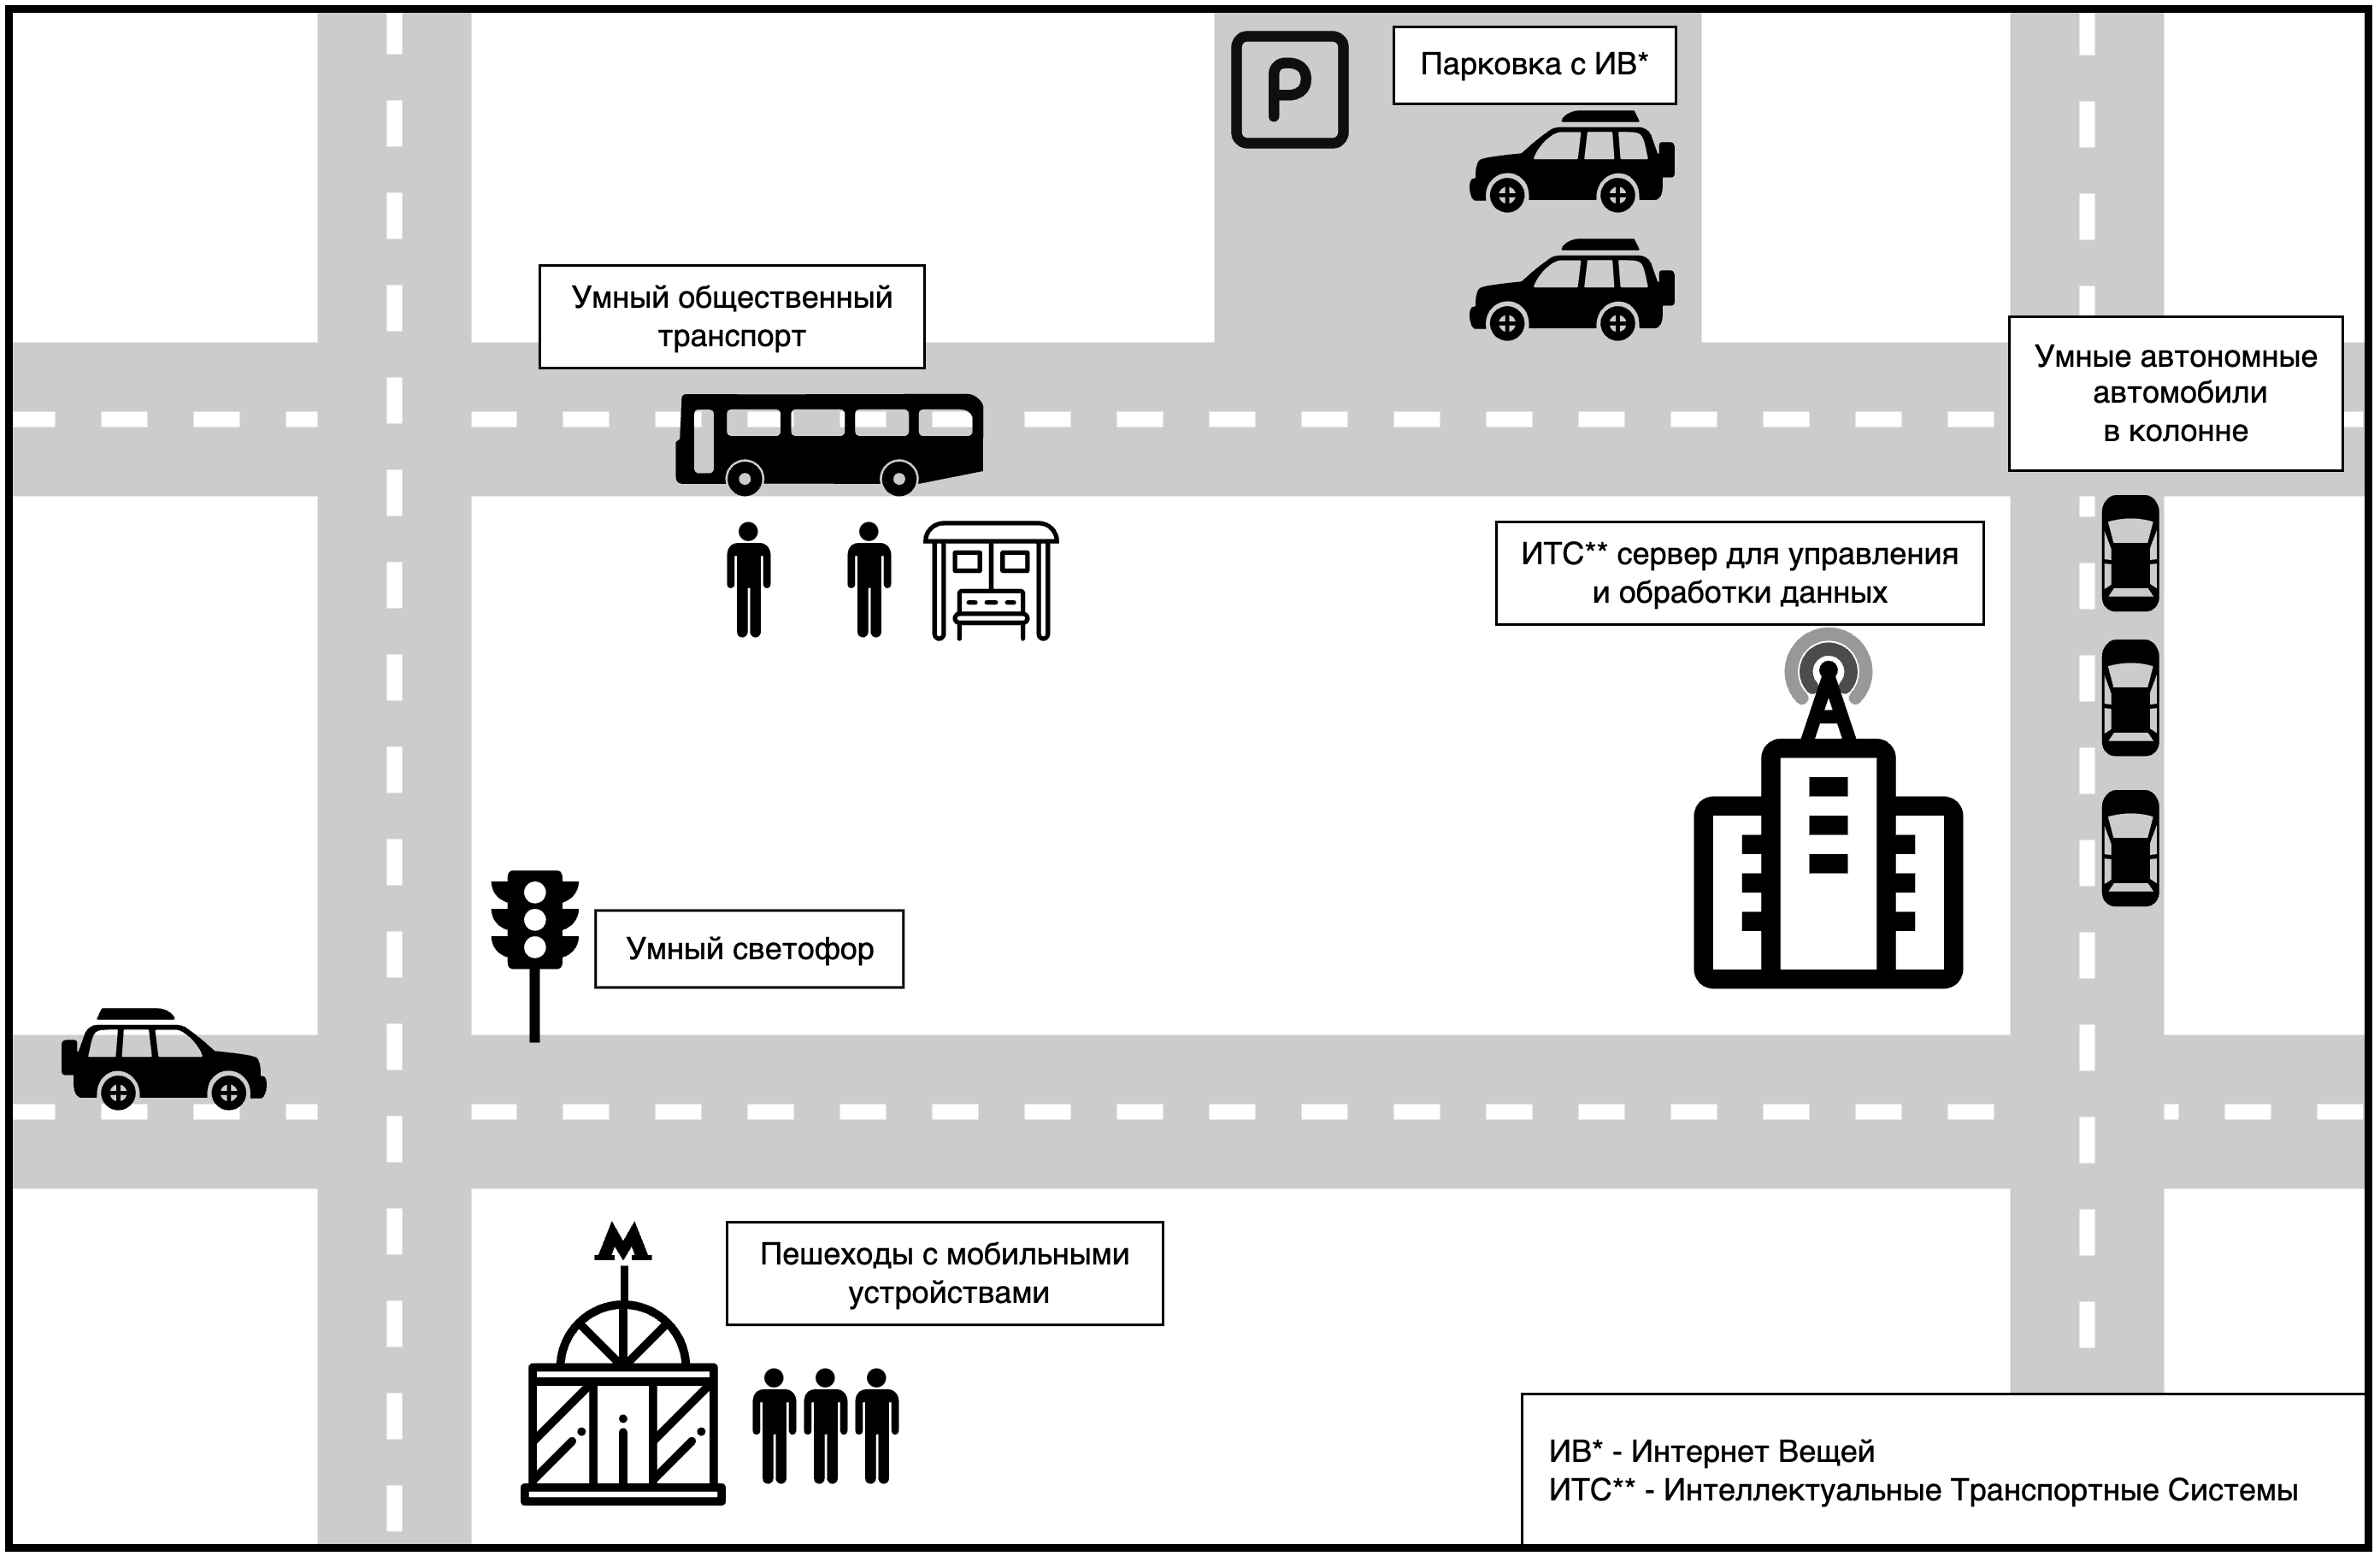 P
Парковка с ИВ*
Умный общественный
транспорт
Умные автономные
автомобили
в колонне
ИТС** сервер для управления
и обработки данных
Умный светофор
М
Пешеходы с мобильными
устройствами
ИВ* - Интернет Вещей
ИТС** - Интеллектуальные Транспортные Системы